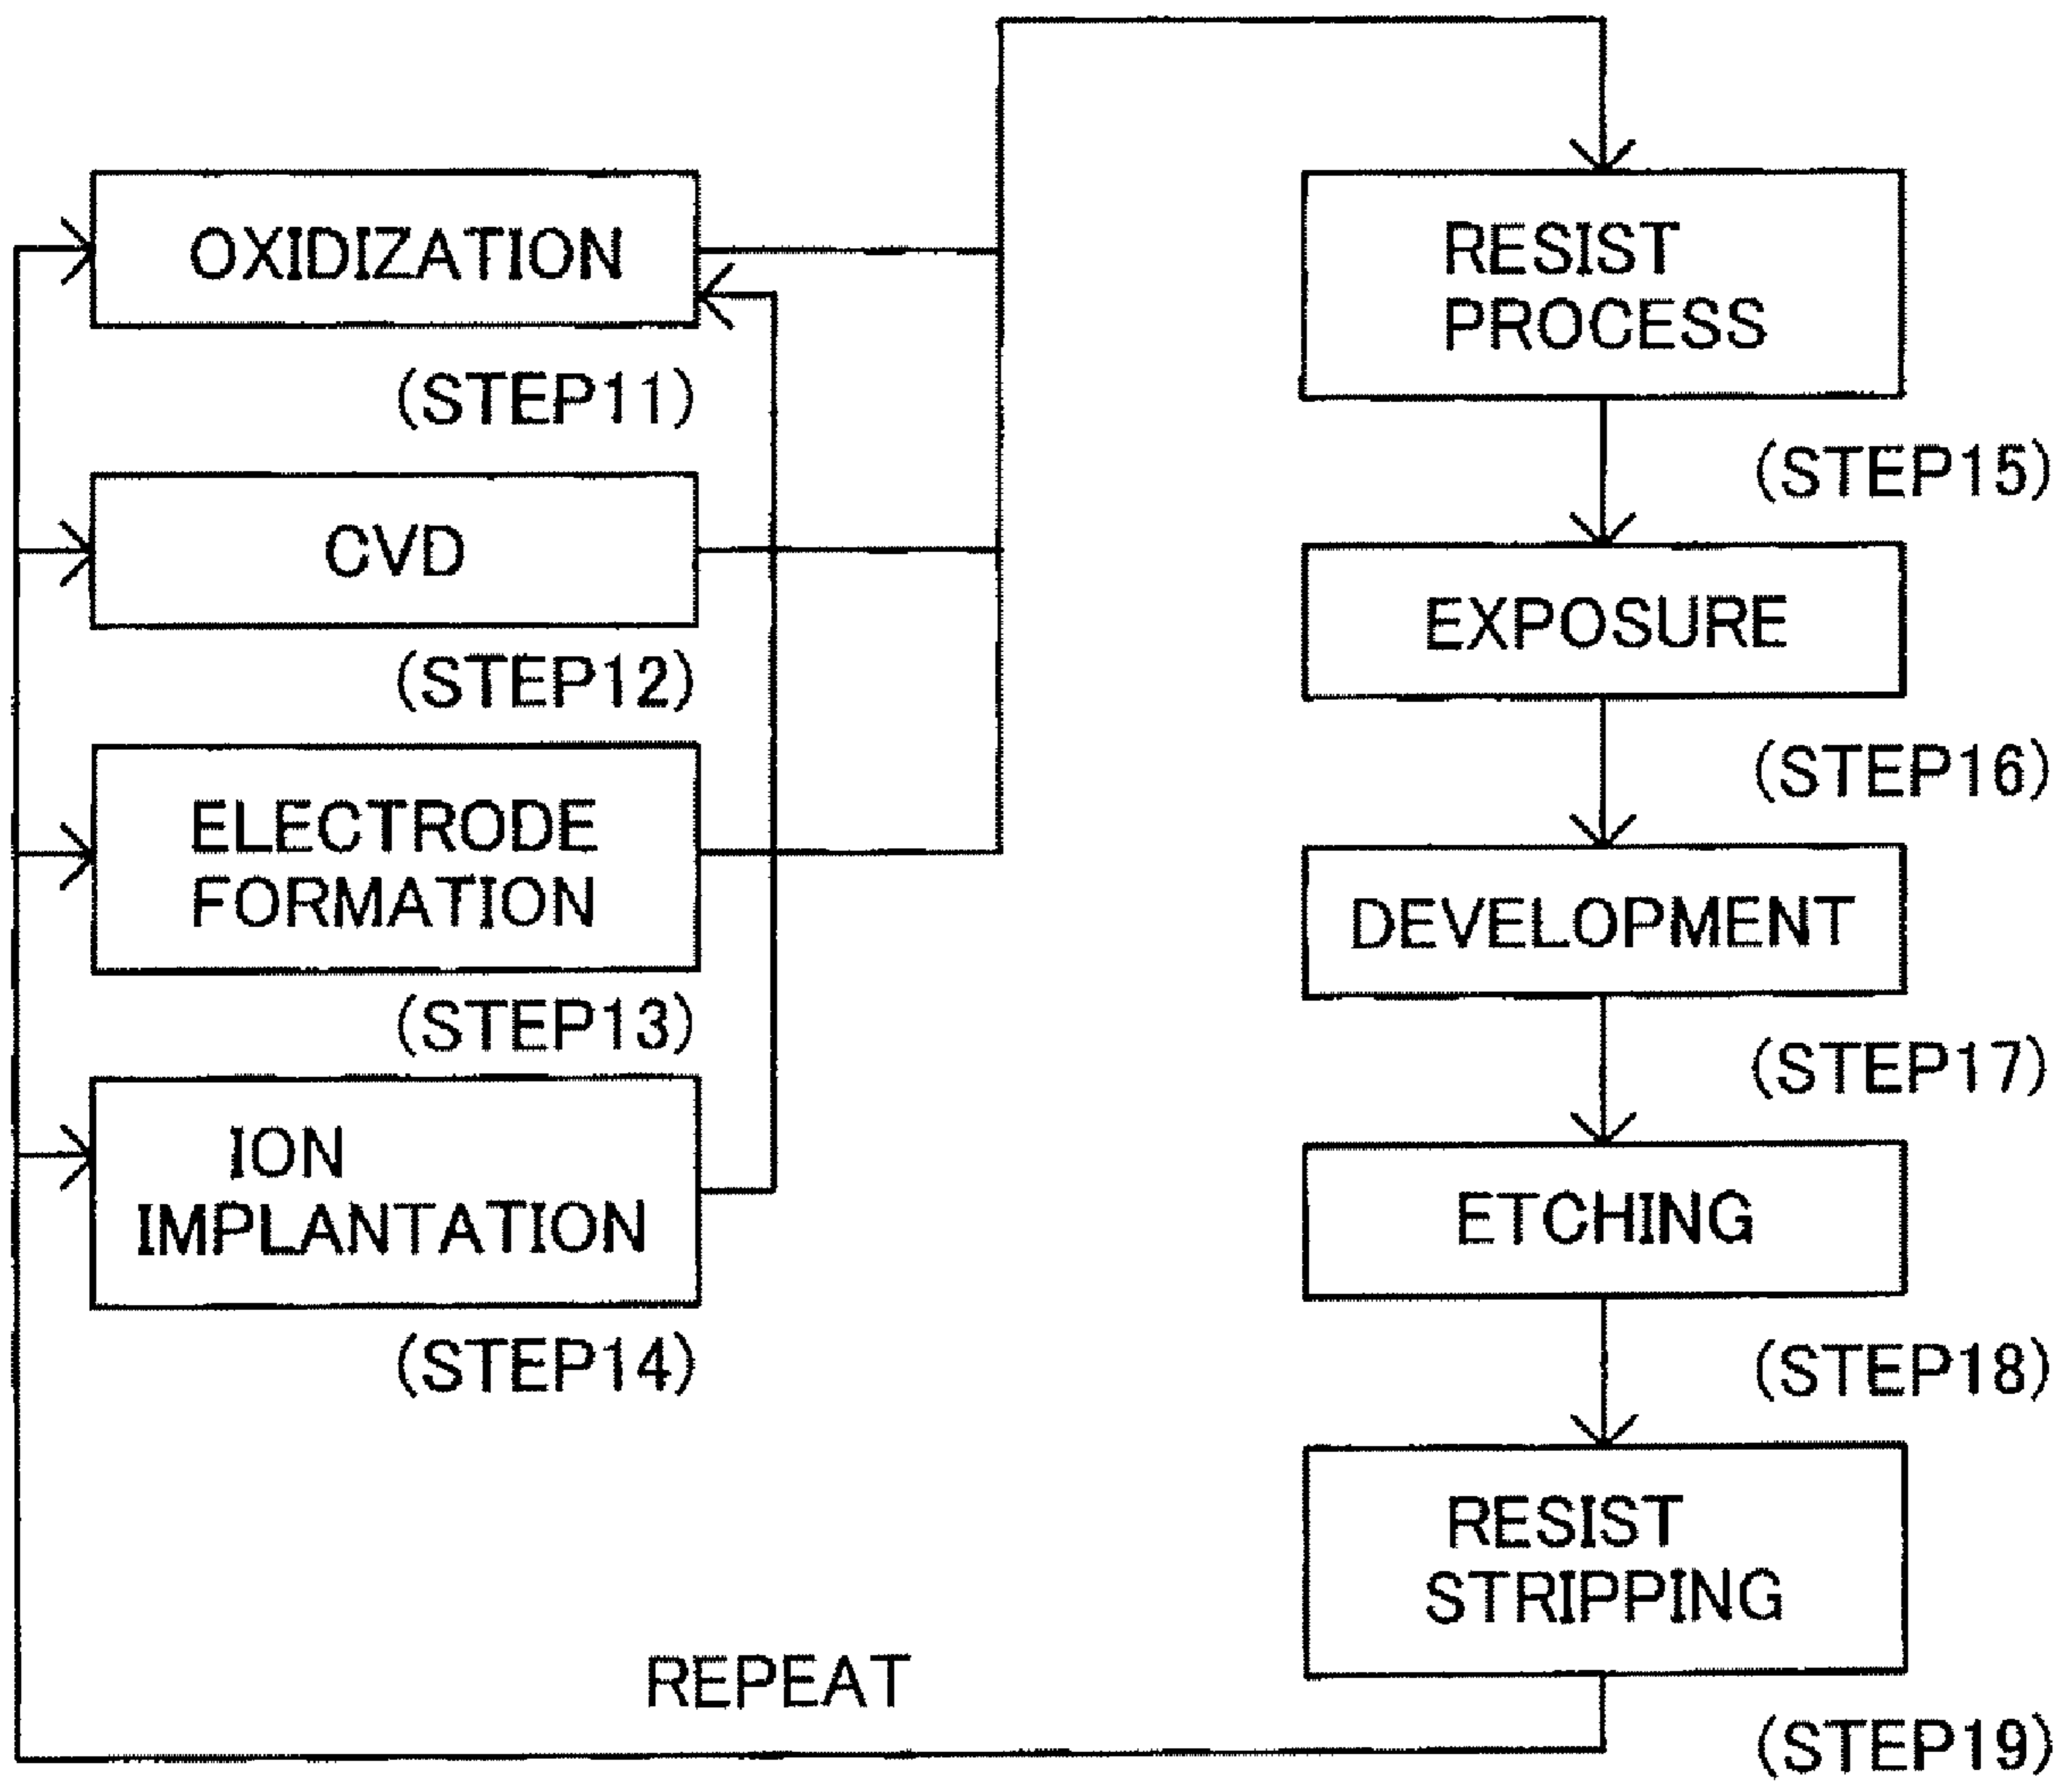 OXIDIZATION
(STEP11)
CVD
(STEP12)
ELECTRODE
FORMATION
(STEP13)
ION
IMPLANTATION
(STEP14)
RESIST
PROCESS
(STEP15)
EXPOSURE
(STEP16)
DEVELOPMENT
(STEP17)
ETCHING
(STEP18)
RESIST
STRIPPING
(STEP19)
REPEAT